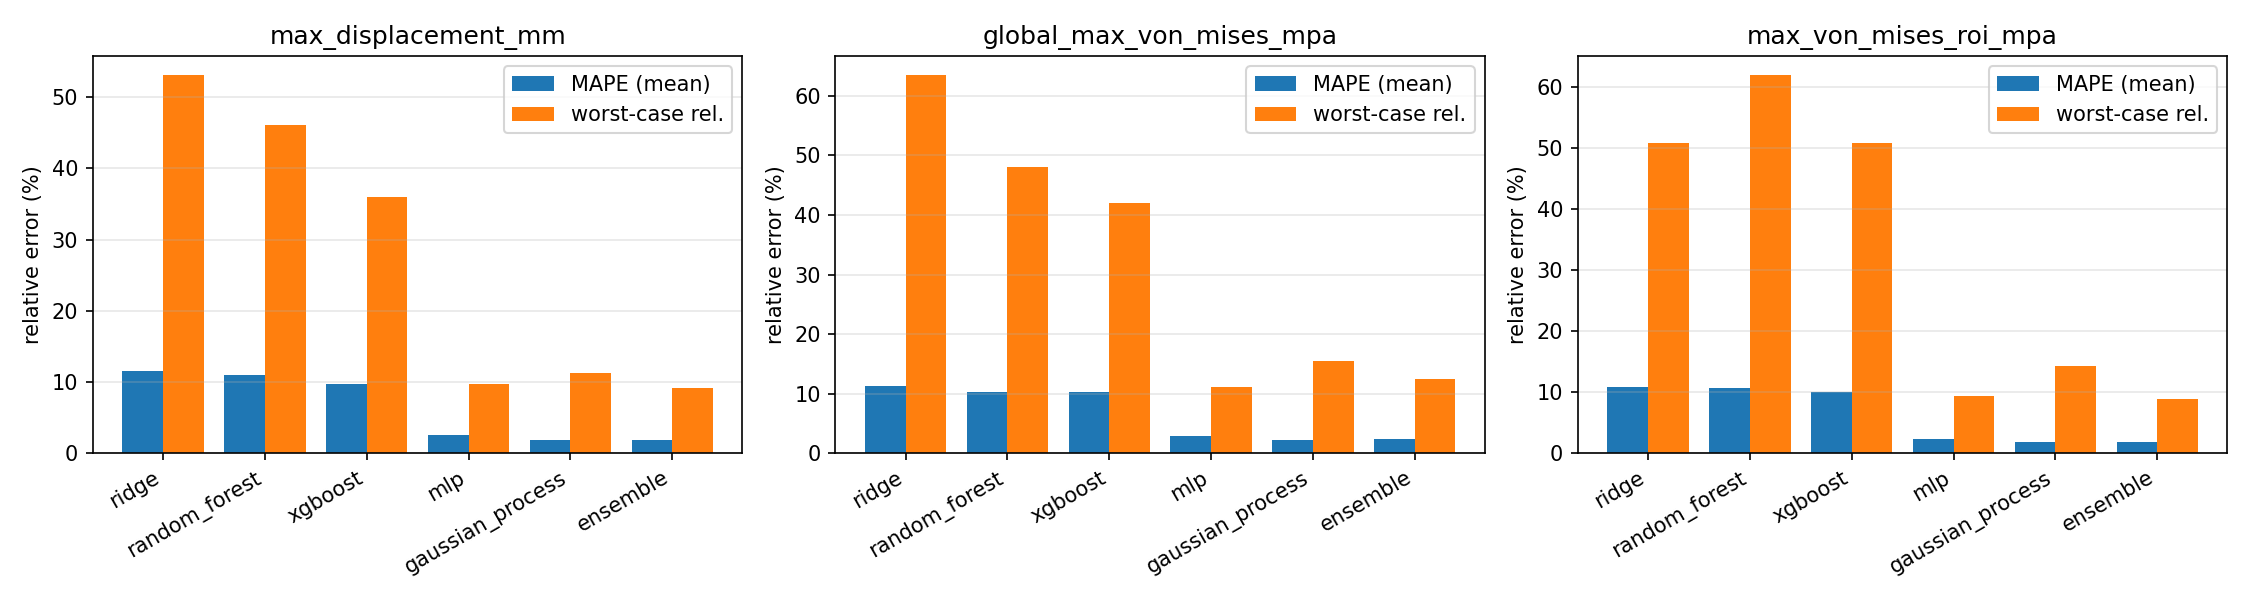 max_displacement_mm
relative error (%)
50
40
30
20
10
0
MAPE (mean)
worst-case rel.
ridge
random_forest
xgboost
mlp
gaussian_process
ensemble
global_max_von_mises_mpa
relative error (%)
60
50
40
30
20
10
0
MAPE (mean)
worst-case rel.
ridge
random_forest
xgboost
mlp
gaussian_process
ensemble
max_von_mises_roi_mpa
relative error (%)
60
50
40
30
20
10
0
MAPE (mean)
worst-case rel.
ridge
random_forest
xgboost
mlp
gaussian_process
ensemble